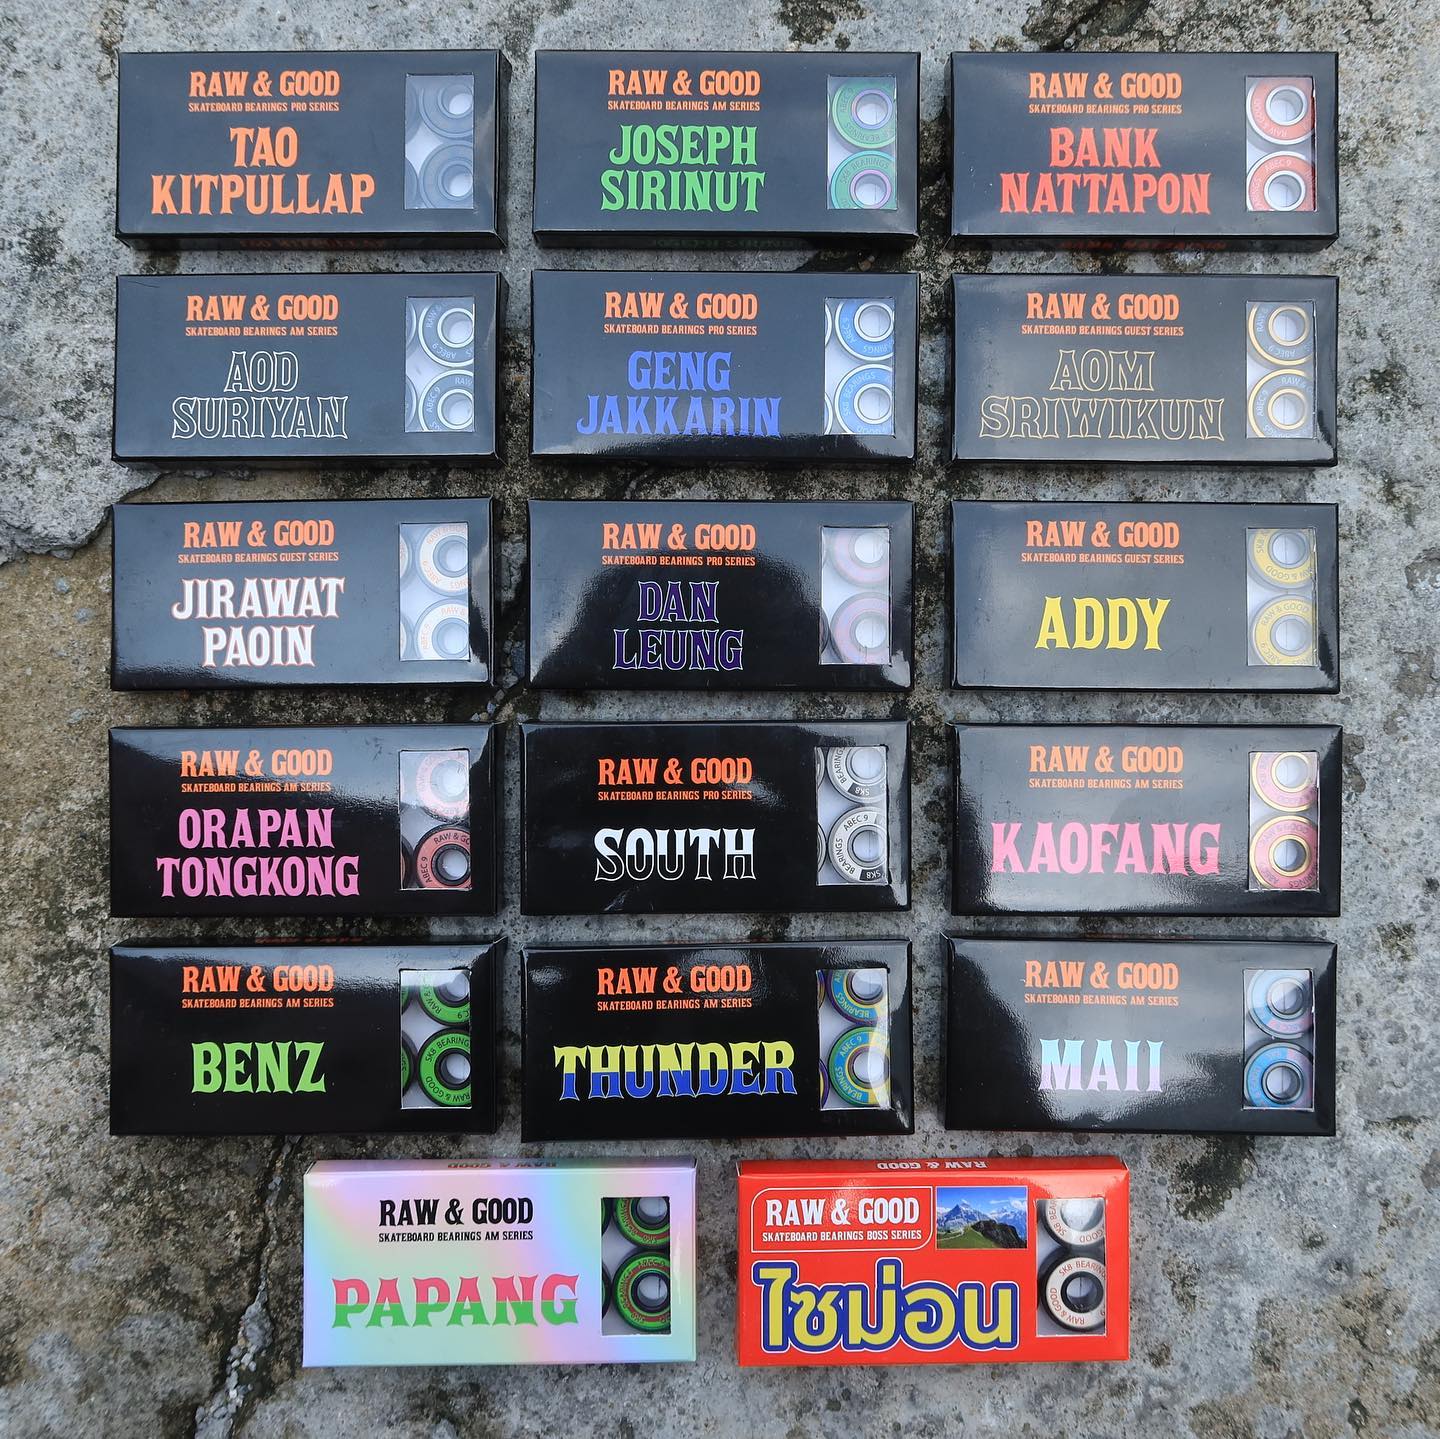 RAW & GOOD
SKATEBOARD BEARINGS PRO SERIES
TAO
KITPULLAP
RAW & GOOD
SKATEBOARD BEARINGS AM SERIES
JOSEPH
SIRINUT
RAW & GOOD
SKATEBOARD BEARINGS PRO SERIES
BANK
NATTAPON
RAW & GOOD
SKATEBOARD BEARINGS AM SERIES
AOD
SURIYAN
RAW & GOOD
SKATEBOARD BEARINGS PRO SERIES
GENG
JAKKARIN
RAW & GOOD
SKATEBOARD BEARINGS GUEST SERIES
AOM
SRIWIKUN
RAW & GOOD
SKATEBOARD BEARINGS GUEST SERIES
JIRAWAT
PAOIN
RAW & GOOD
SKATEBOARD BEARINGS PRO SERIES
DAN
LEUNG
RAW & GOOD
SKATEBOARD BEARINGS GUEST SERIES
ADDY
RAW & GOOD
SKATEBOARD BEARINGS AM SERIES
ORAPAN
TONGKONG
RAW & GOOD
SKATEBOARD BEARINGS PRO SERIES
SOUTH
RAW & GOOD
SKATEBOARD BEARINGS AM SERIES
KAOFANG
RAW & GOOD
SKATEBOARD BEARINGS AM SERIES
BENZ
RAW & GOOD
SKATEBOARD BEARINGS AM SERIES
THUNDER
RAW & GOOD
SKATEBOARD BEARINGS AM SERIES
MAII
RAW & GOOD
SKATEBOARD BEARINGS AM SERIES
PAPANG
RAW & GOOD
RAW & GOOD
SKATEBOARD BEARINGS BOSS SERIES
ไซม่อน